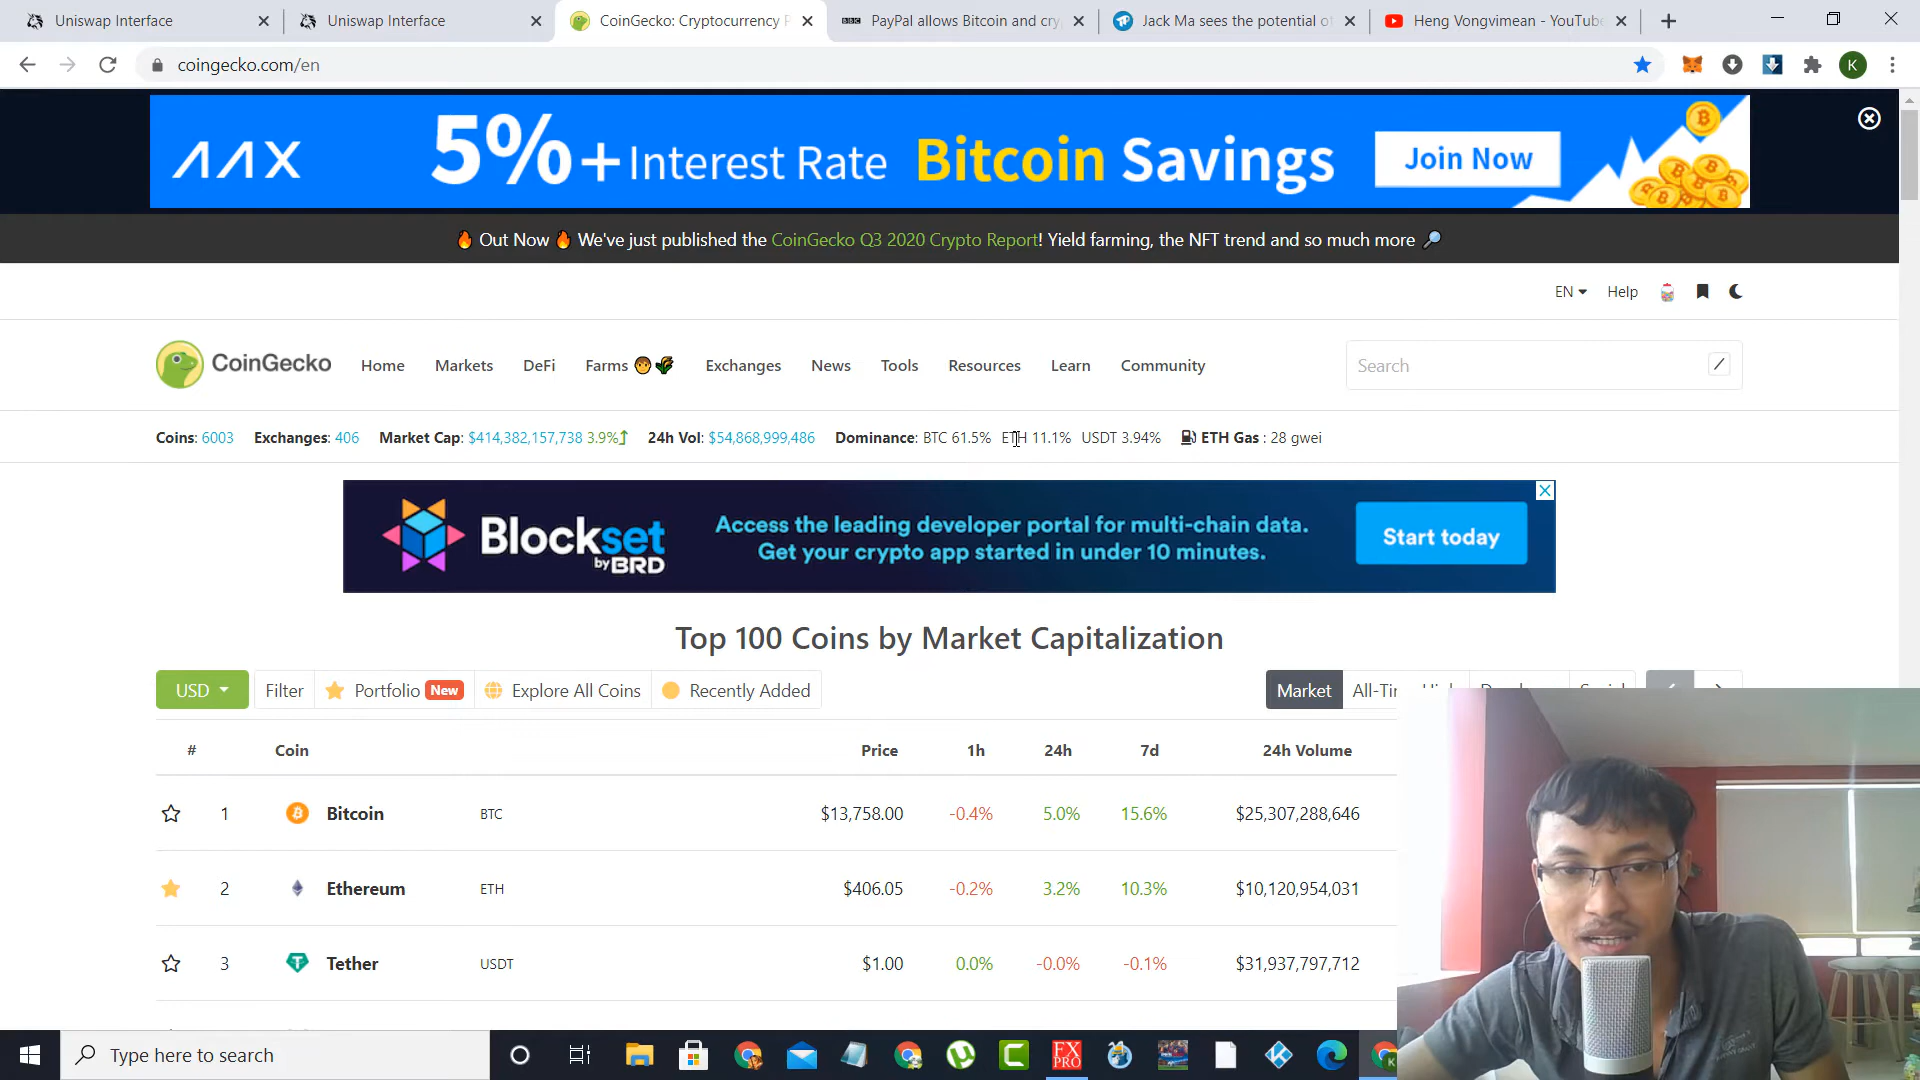 Uniswap Interface
Uniswap Interface
CoinGecko: Cryptocurrency P
BBC PayPal allows Bitcoin and cry
Jack Ma sees the potential of
Heng Vongvimean - YouTube
coingecko.com/en
K
AAX 5%+ Interest Rate Bitcoin Savings Join Now
Out Now We've just published the CoinGecko Q3 2020 Crypto Report! Yield farming, the NFT trend and so much more
EN Help
CoinGecko Home Markets DeFi Farms Exchanges News Tools Resources Learn Community Search /
Coins: 6003 Exchanges: 406 Market Cap: $414,382,157,738 3.9% 24h Vol: $54,868,999,486 Dominance: BTC 61.5% ETH 11.1% USDT 3.94% ETH Gas : 28 gwei
Blockset by BRD
Access the leading developer portal for multi-chain data.
Get your crypto app started in under 10 minutes.
Start today
Top 100 Coins by Market Capitalization
USD Filter Portfolio New Explore All Coins Recently Added Market
# Coin Price 1h 24h 7d 24h Volume
1 Bitcoin BTC $13,758.00 -0.4% 5.0% 15.6% $25,307,288,646
2 Ethereum ETH $406.05 -0.2% 3.2% 10.3% $10,120,954,031
3 Tether USDT $1.00 0.0% -0.0% -0.1% $31,937,797,712
Type here to search
FX PRO